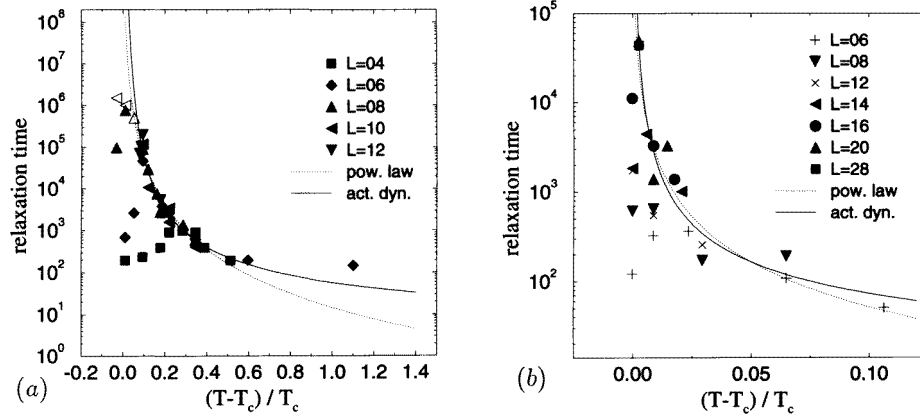 10^8
10^7
10^6
10^5
10^4
10^3
10^2
10^1
10^0
relaxation time
L=04
L=06
L=08
L=10
L=12
pow. law
act. dyn.
-0.2 0.0 0.2 0.4 0.6 0.8 1.0 1.2 1.4
(a)
(T-T_c) / T_c
10^5
10^4
10^3
10^2
relaxation time
L=06
L=08
L=12
L=14
L=16
L=20
L=28
pow. law
act. dyn.
0.00 0.05 0.10
(b)
(T-T_c) / T_c